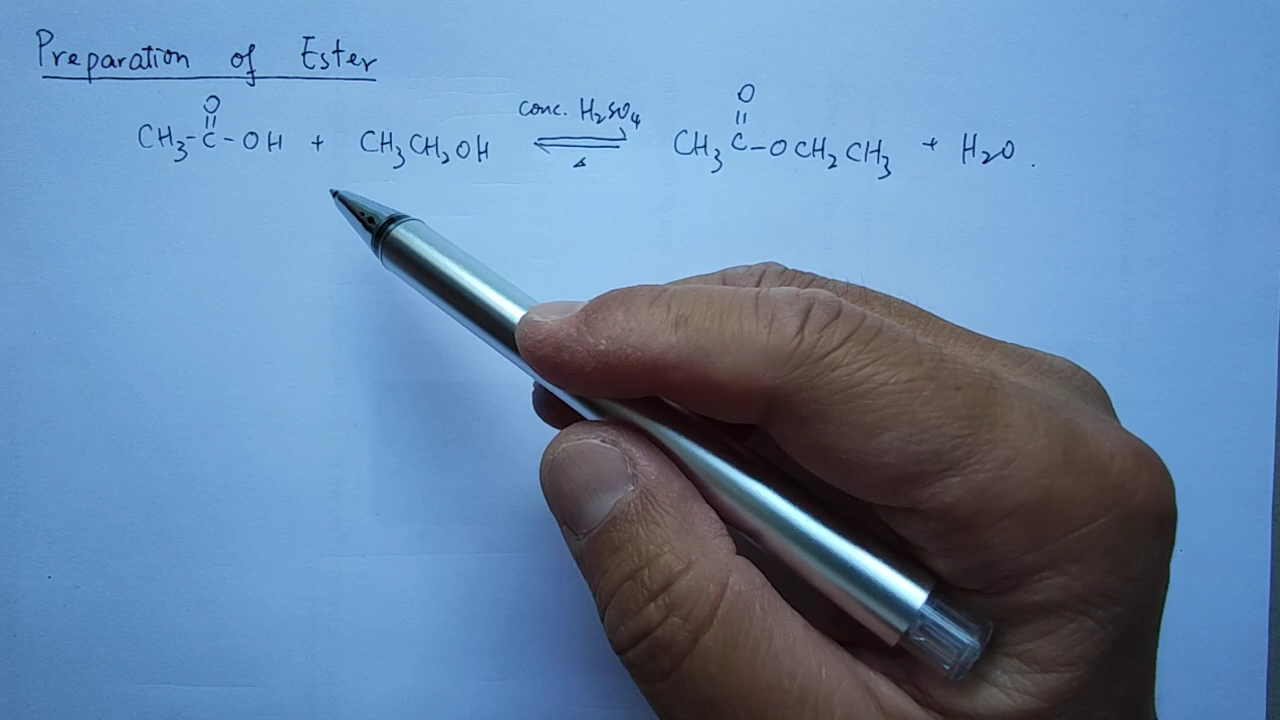 Preparation of Ester
O O
|| conc. H₂SO₄ ||
CH₃-C-OH + CH₃CH₂OH ⇌ CH₃C-OCH₂CH₃ + H₂O.
Δ